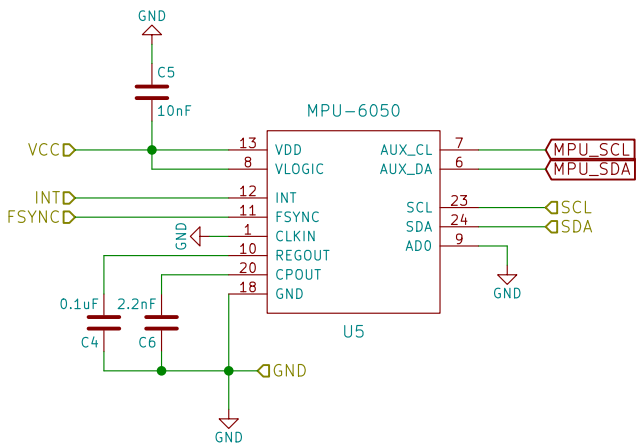 GND
C5
10nF
MPU-6050
VCC 13 VDD AUX_CL 7 MPU_SCL
8 VLOGIC AUX_DA 6 MPU_SDA
INT 12 INT
FSYNC 11 FSYNC SCL 23 SCL
GND 1 CLKIN SDA 24 SDA
10 REGOUT AD0 9
20 CPOUT
18 GND
GND
0.1uF 2.2nF
U5
C4 C6
GND
GND